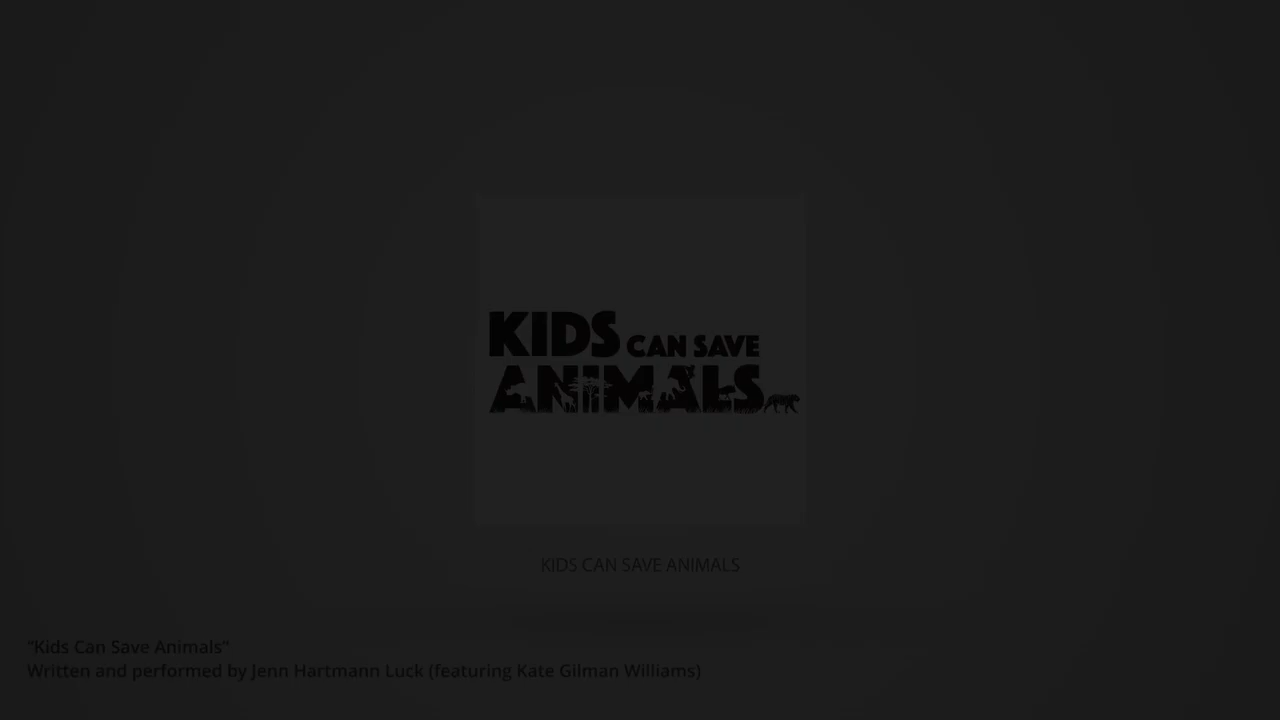 KIDS CAN SAVE
ANIMALS
KIDS CAN SAVE ANIMALS
"Kids Can Save Animals"
Written and performed by Jenn Hartmann Luck (featuring Kate Gilman Williams)